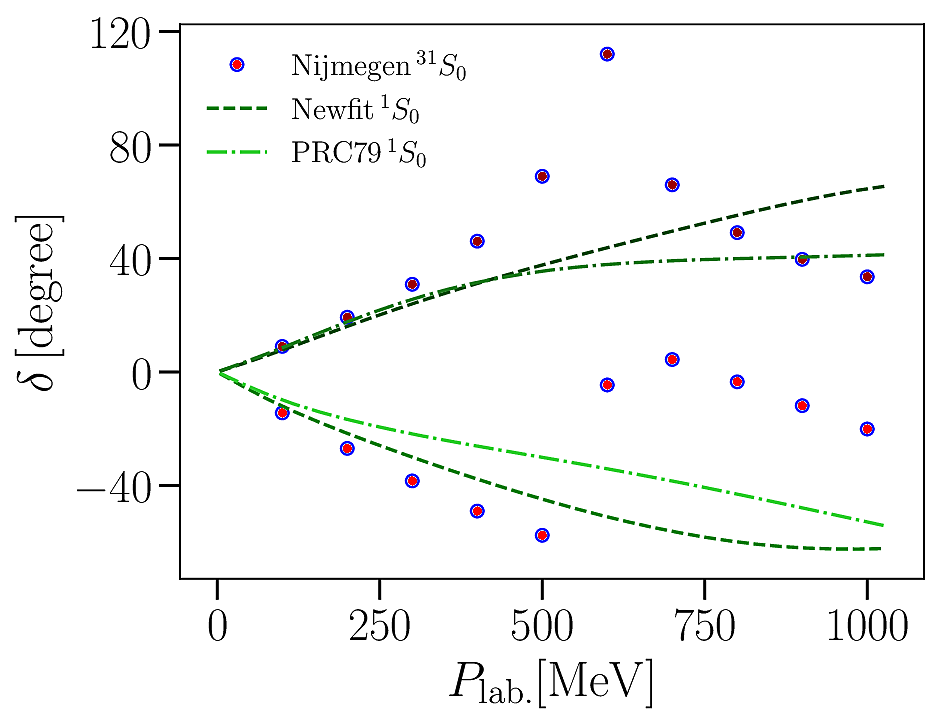 120
80
40
0
−40
δ [degree]
Nijmegen ³¹S₀
Newfit ¹S₀
PRC79 ¹S₀
0 250 500 750 1000
P_lab.[MeV]